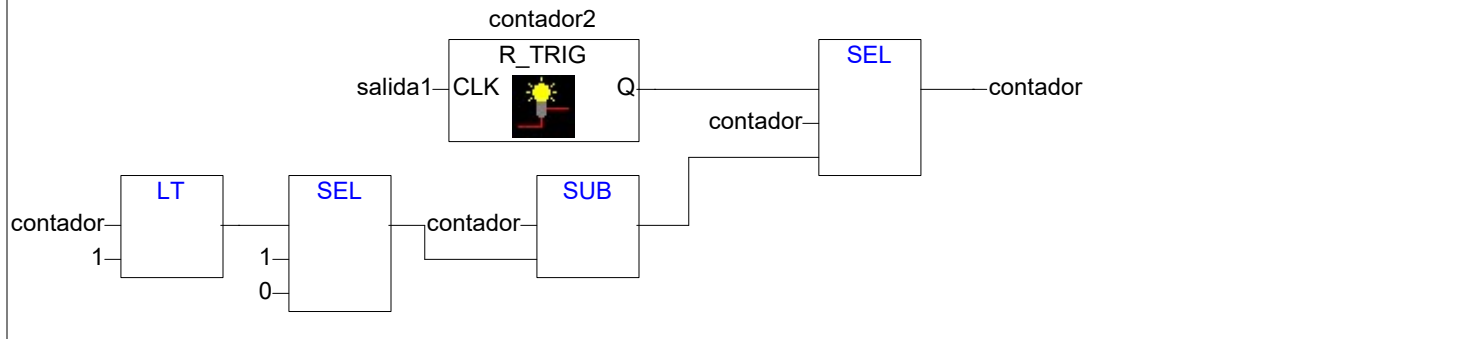 contador2
R_TRIG
SEL
salida1
CLK
Q
contador
contador
LT
SEL
SUB
contador
contador
1
1
0